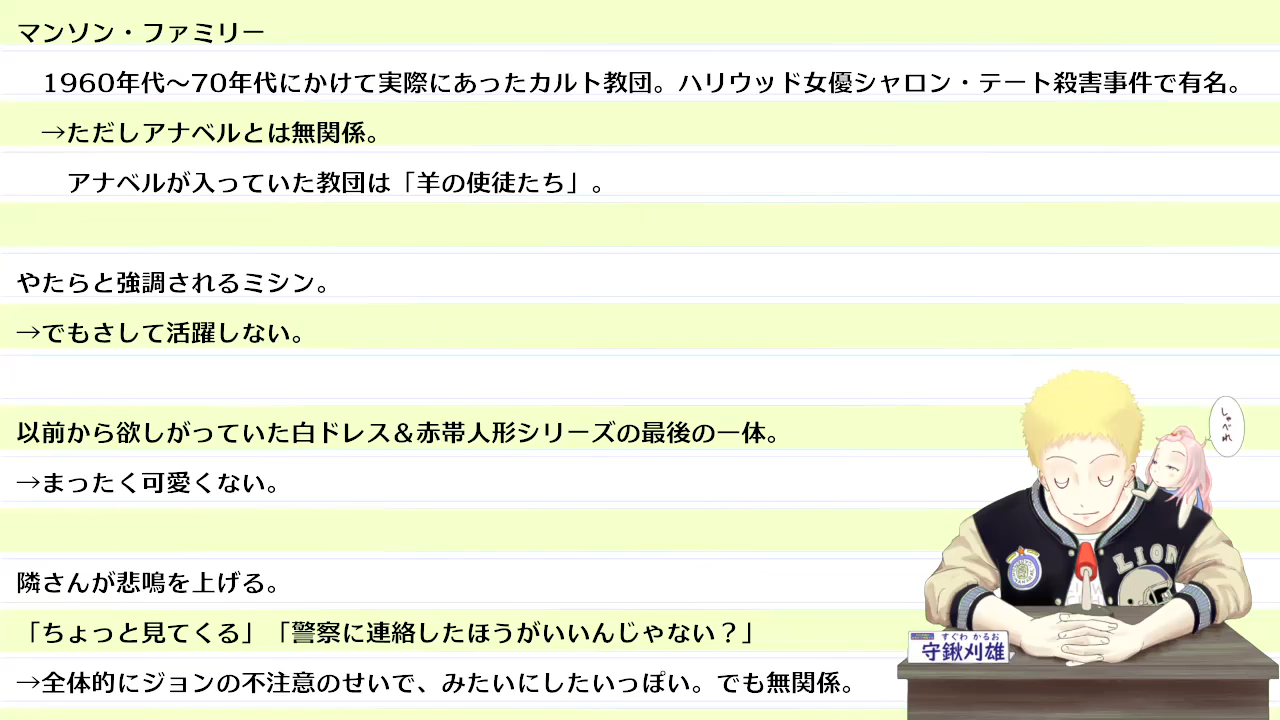 マンソン・ファミリー
1960年代～70年代にかけて実際にあったカルト教団。ハリウッド女優シャロン・テート殺害事件で有名。
→ただしアナベルとは無関係。
アナベルが入っていた教団は「羊の使徒たち」。
やたらと強調されるミシン。
→でもさして活躍しない。
以前から欲しがっていた白ドレス＆赤帯人形シリーズの最後の一体。
→まったく可愛くない。
隣さんが悲鳴を上げる。
「ちょっと見てくる」「警察に連絡したほうがいいんじゃない？」
→全体的にジョンの不注意のせいで、みたいにしたいっぽい。でも無関係。
しゃべれ
LION
すぐわ かるお
守鍬刈雄